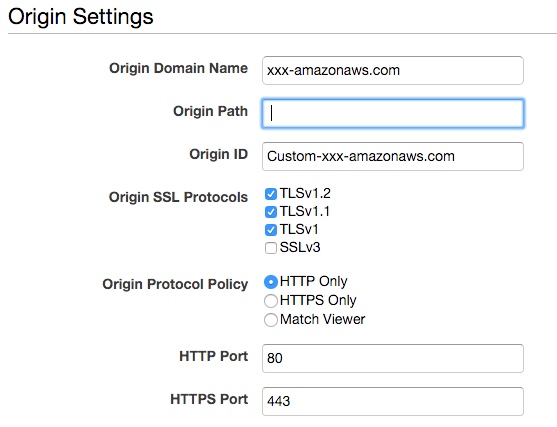 Origin Settings
Origin Domain Name xxx-amazonaws.com
Origin Path
Origin ID Custom-xxx-amazonaws.com
Origin SSL Protocols TLSv1.2
TLSv1.1
TLSv1
SSLv3
Origin Protocol Policy HTTP Only
HTTPS Only
Match Viewer
HTTP Port 80
HTTPS Port 443